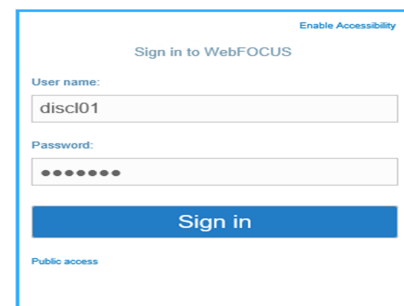 Enable Accessibility
Sign in to WebFOCUS
User name:
discl01
Password:
●●●●●●●
Sign in
Public access